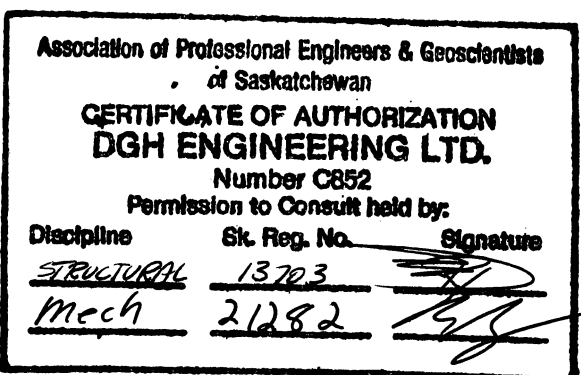 Association of Professional Engineers & Geoscientists
of Saskatchewan
CERTIFICATE OF AUTHORIZATION
DGH ENGINEERING LTD.
Number C852
Permission to Consult held by:
Discipline Sk. Reg. No. Signature
STRUCTURAL 13703
Mech 21282